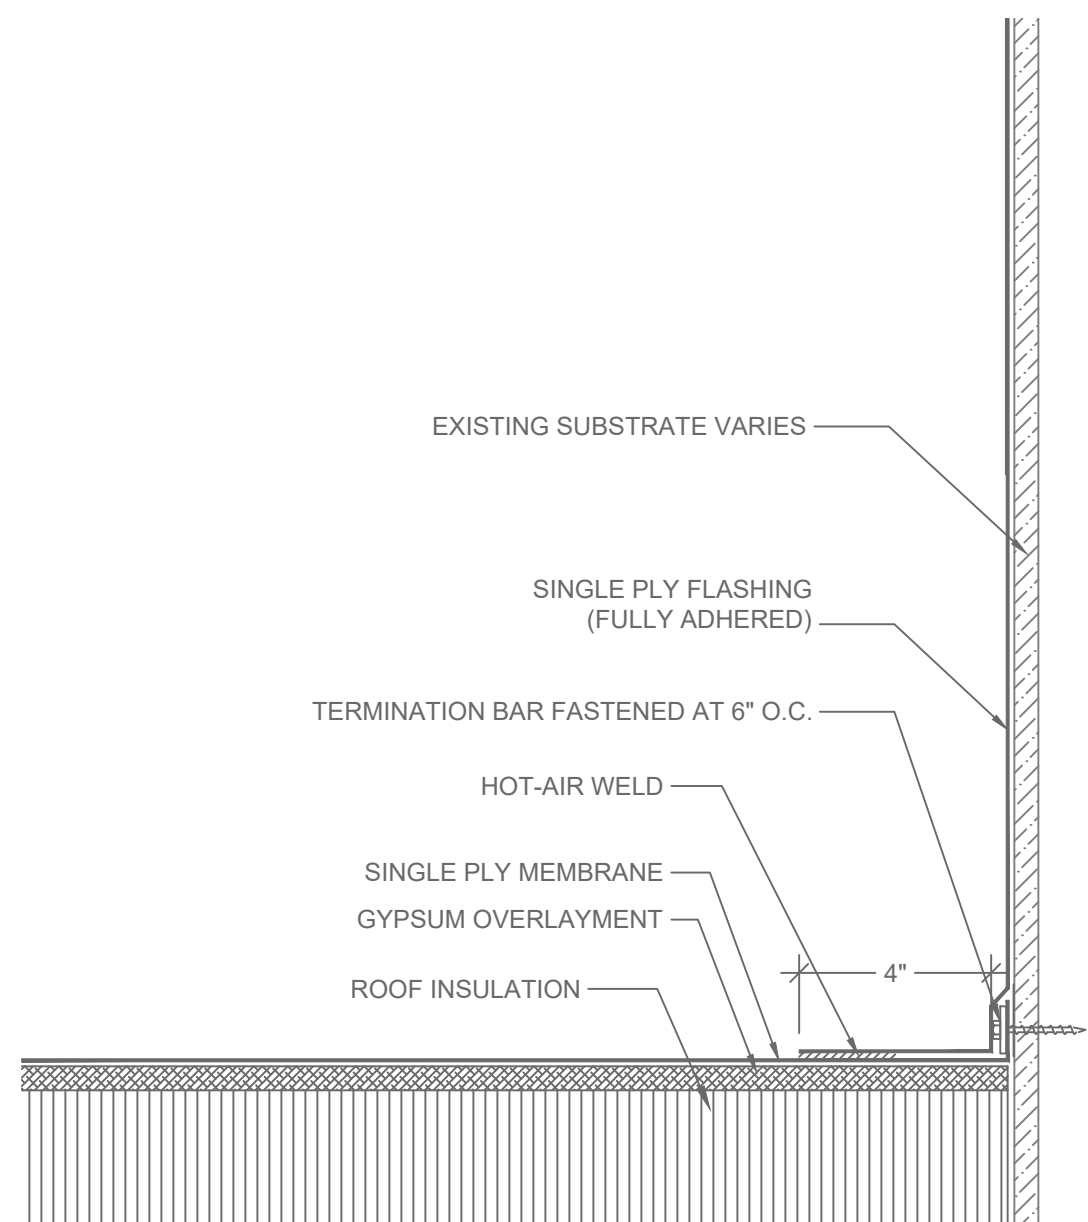 EXISTING SUBSTRATE VARIES
SINGLE PLY FLASHING
(FULLY ADHERED)
TERMINATION BAR FASTENED AT 6" O.C.
HOT-AIR WELD
SINGLE PLY MEMBRANE
GYPSUM OVERLAYMENT
4"
ROOF INSULATION